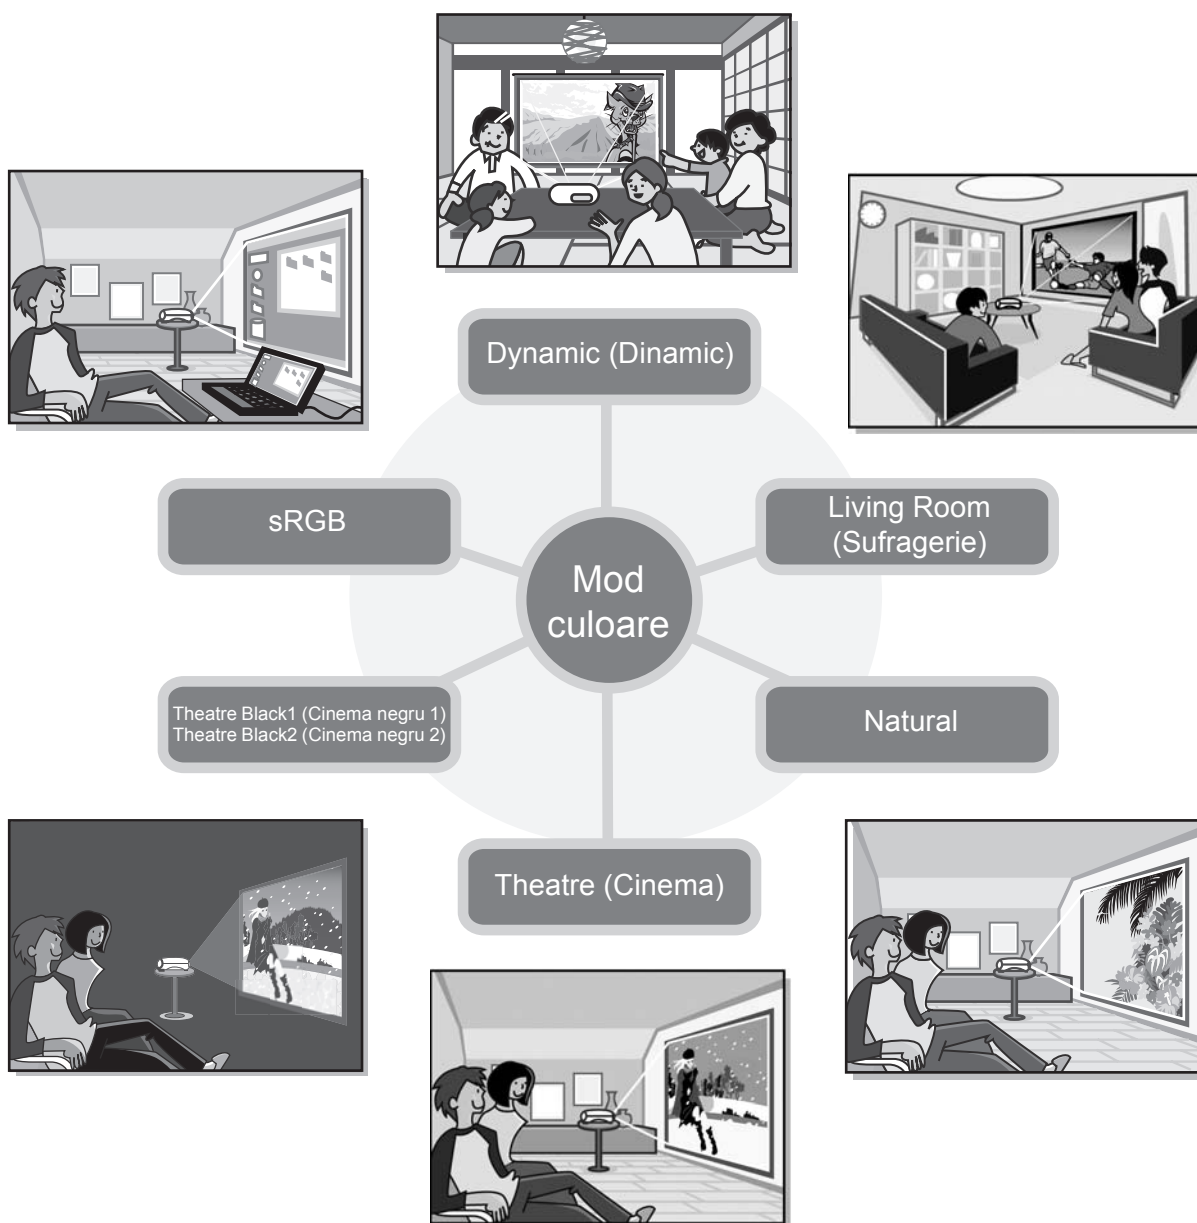 Dynamic (Dinamic)
sRGB
Living Room
(Sufragerie)
Mod
culoare
Theatre Black1 (Cinema negru 1)
Theatre Black2 (Cinema negru 2)
Natural
Theatre (Cinema)